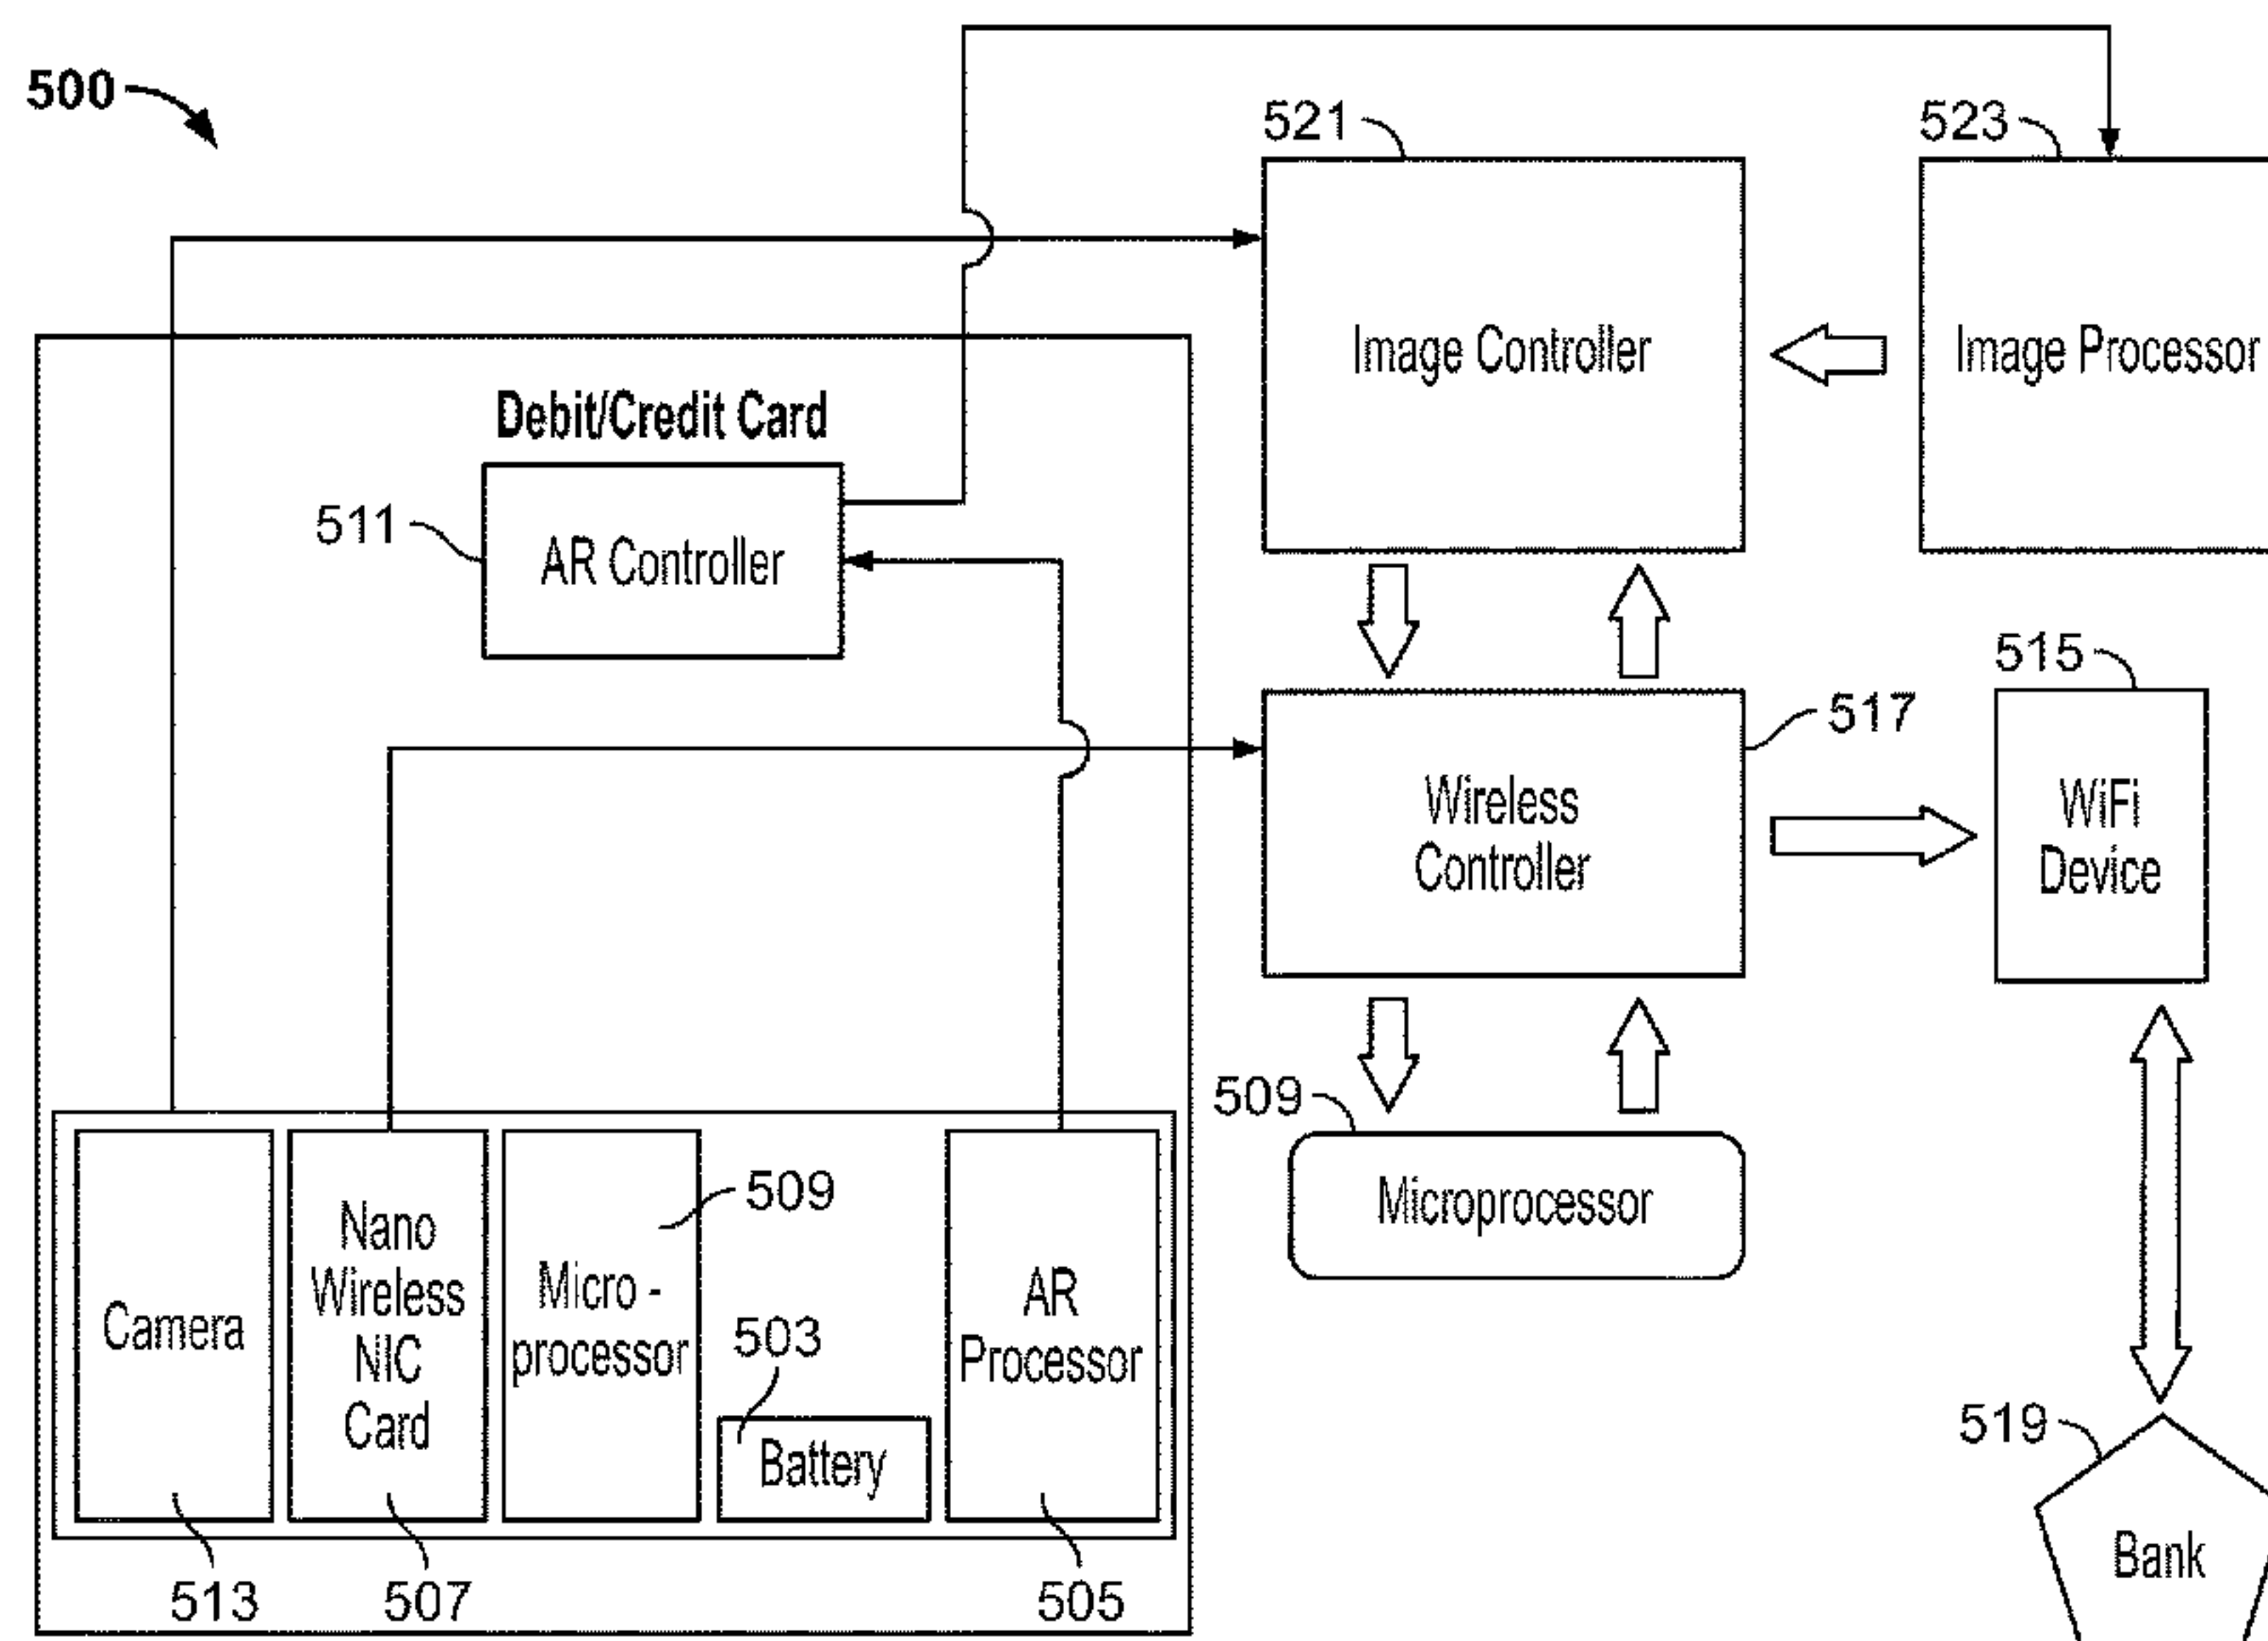 500
521
523
Image Controller
Image Processor
Debit/Credit Card
511
AR Controller
515
517
Wireless
Controller
WiFi
Device
509
Microprocessor
Camera
Nano
Wireless
NIC
Card
509
Micro -
processor
503
Battery
AR
Processor
519
Bank
513
507
505